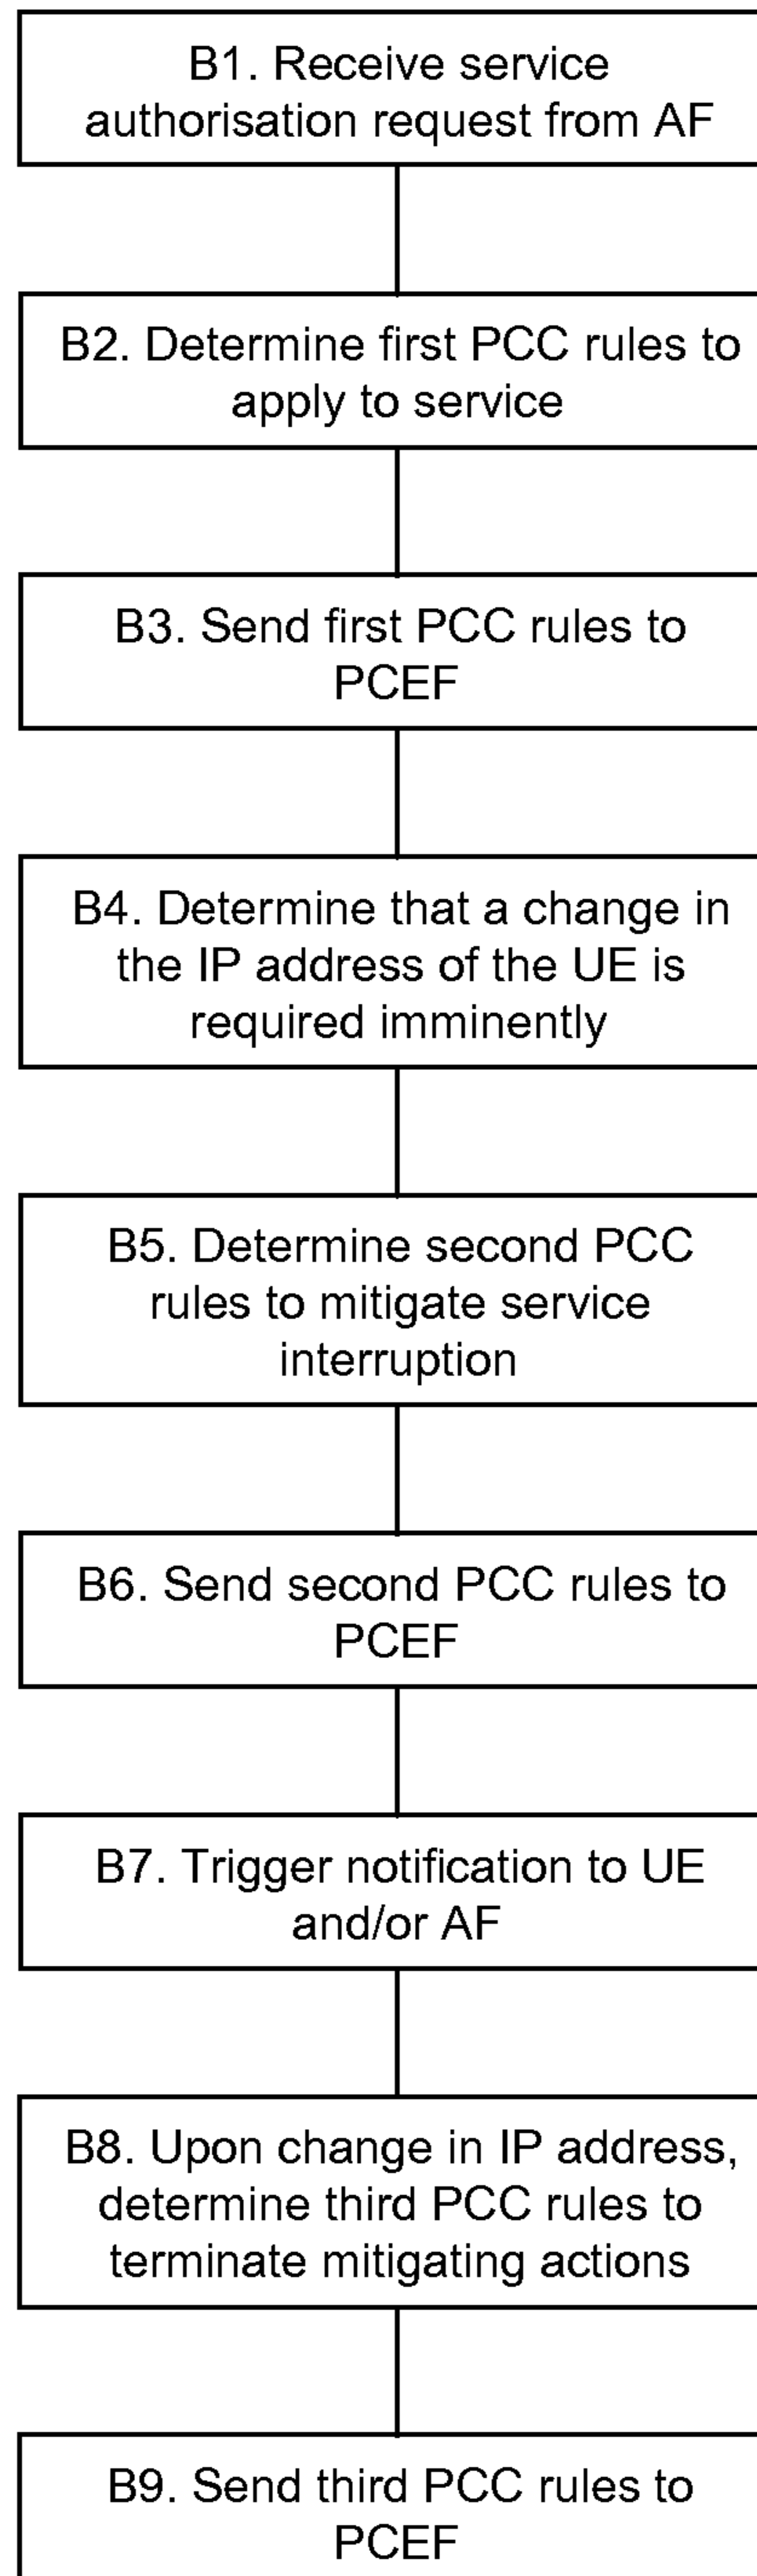 B1. Receive service
authorisation request from AF
B2. Determine first PCC rules to
apply to service
B3. Send first PCC rules to
PCEF
B4. Determine that a change in
the IP address of the UE is
required imminently
B5. Determine second PCC
rules to mitigate service
interruption
B6. Send second PCC rules to
PCEF
B7. Trigger notification to UE
and/or AF
B8. Upon change in IP address,
determine third PCC rules to
terminate mitigating actions
B9. Send third PCC rules to
PCEF